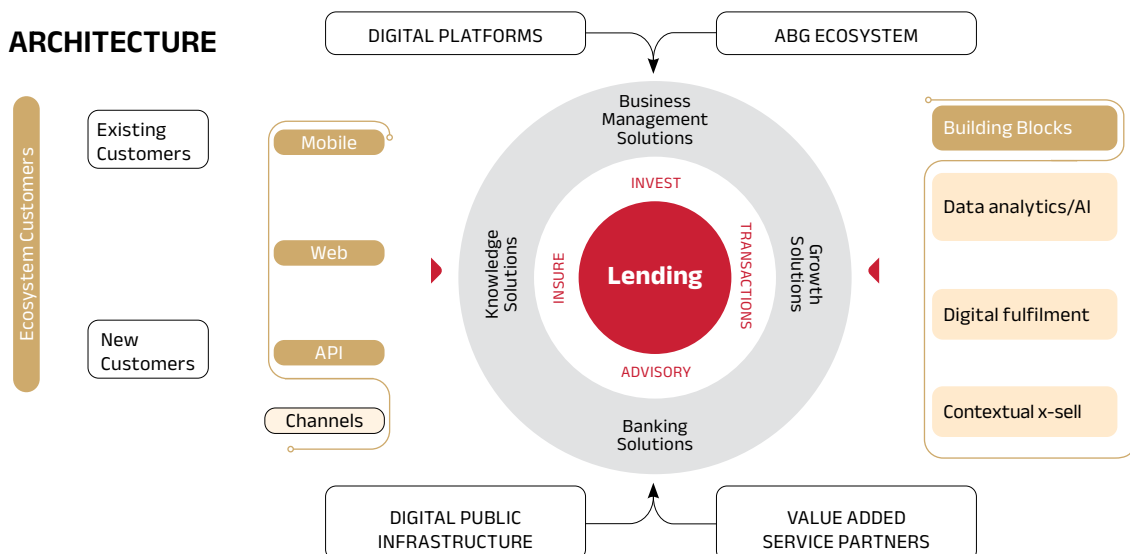 ARCHITECTURE
DIGITAL PLATFORMS
ABG ECOSYSTEM
Ecosystem Customers
Existing
Customers
New
Customers
Mobile
Web
API
Channels
Business
Management
Solutions
Knowledge
Solutions
Growth
Solutions
Banking
Solutions
INVEST
INSURE
TRANSACTIONS
ADVISORY
Lending
Building Blocks
Data analytics/AI
Digital fulfilment
Contextual x-sell
DIGITAL PUBLIC
INFRASTRUCTURE
VALUE ADDED
SERVICE PARTNERS